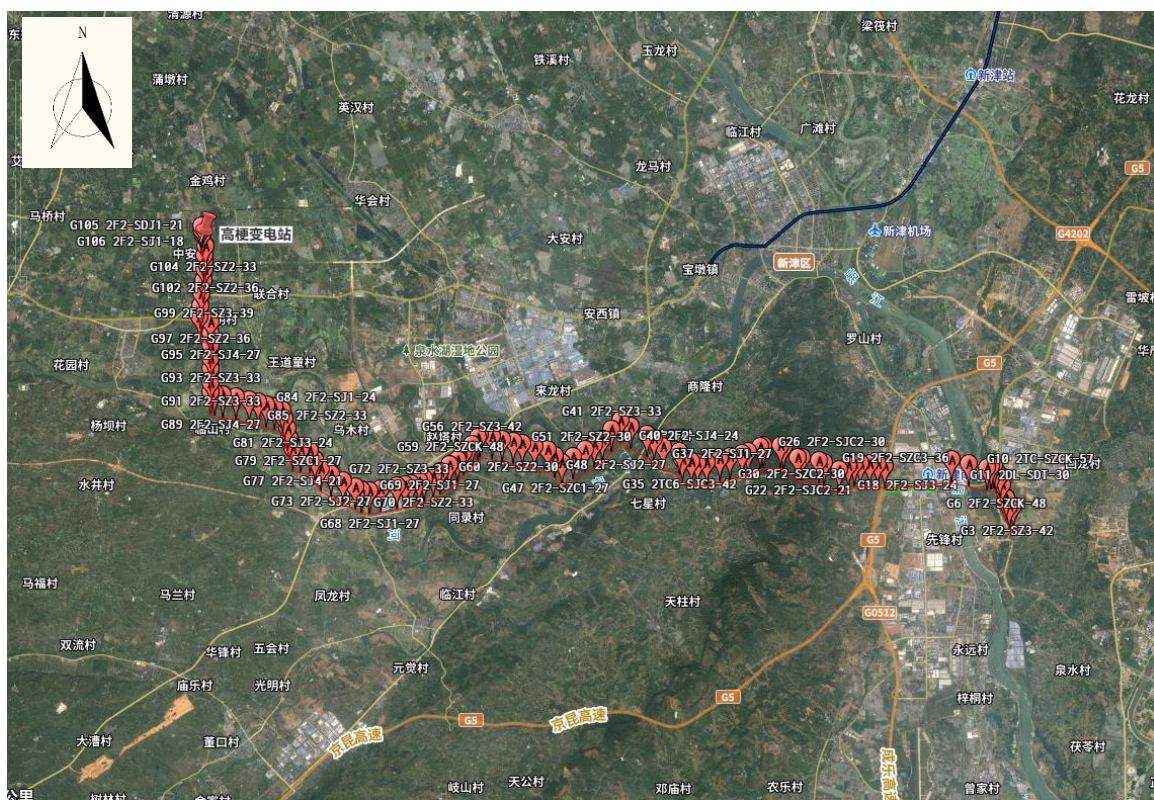 清源村
梁筏村
玉龙村
铁溪村
N
新津站
蒲墩村
花龙村
英汉村
临江村
广滩村
龙马村
G5
金鸡村
华会村
马桥村
G105 2F2-SDJ1-21
高梗变电站
新津机场
G4202
G106 2F2-SJ1-18
大安村
中安
G104 2F2-SZ2-33
宝墩镇
新津区
岷江
G102 2F2-SZ2-36
联合村
雷坡村
G99 2F2-SZ3-39
安西镇
G97 2F2-SZ2-36
罗山村
泉水湖湿地公园
G95 2F2-SJ4-27
花园村
王道童村
G5
G93 2F2-SZ3-33
来龙村
商隆村
G84 2F2-SJ1-24
G91 2F2-SZ3-33
G85 2F2-SZ2-33
G41 2F2-SZ3-33
G89 2F2-SJ4-27
杨坝村
临山村
乌木村
G56 2F2-SZ3-42
赵塔村
G51 2F2-SZ2-30
G40 2F2-SJ4-24
G81 2F2-SJ3-24
G59 2F2-SZCK-48
G26 2F2-SJC2-30
G79 2F2-SZC1-27
G72 2F2-SZ3-33
G60 2F2-SZ2-30
G48 2F2-SJ2-27
G37 2F2-SJ1-27
G19 2F2-SZC3-36
G10 2TC-SZCK-57
G30 2F2-SZC2-30
G11 2DL-SDT-30
G77 2F2-SJ4-21
G69 2F2-SJ1-27
G47 2F2-SZC1-27
G35 2TC6-SJC3-42
G22 2F2-SJC2-21
G18 2F2-SJ3-24
水井村
G73 2F2-SJ2-27
G70 2F2-SZ2-33
七星村
G6 2F2-SZCK-48
G68 2F2-SJ1-27
同录村
G3 2F2-SZ3-42
河
G5
先锋村
马福村
马兰村
凤龙村
临江村
天柱村
G0512
双流村
华锋村
五会村
永远村
元觉村
泉水村
庙乐村
光明村
G5
梓桐村
大漕村
董口村
京昆高速
G5
京昆高速
茯苓村
成乐高速
公里
岐山村
天公村
邓庙村
农乐村
曾家村